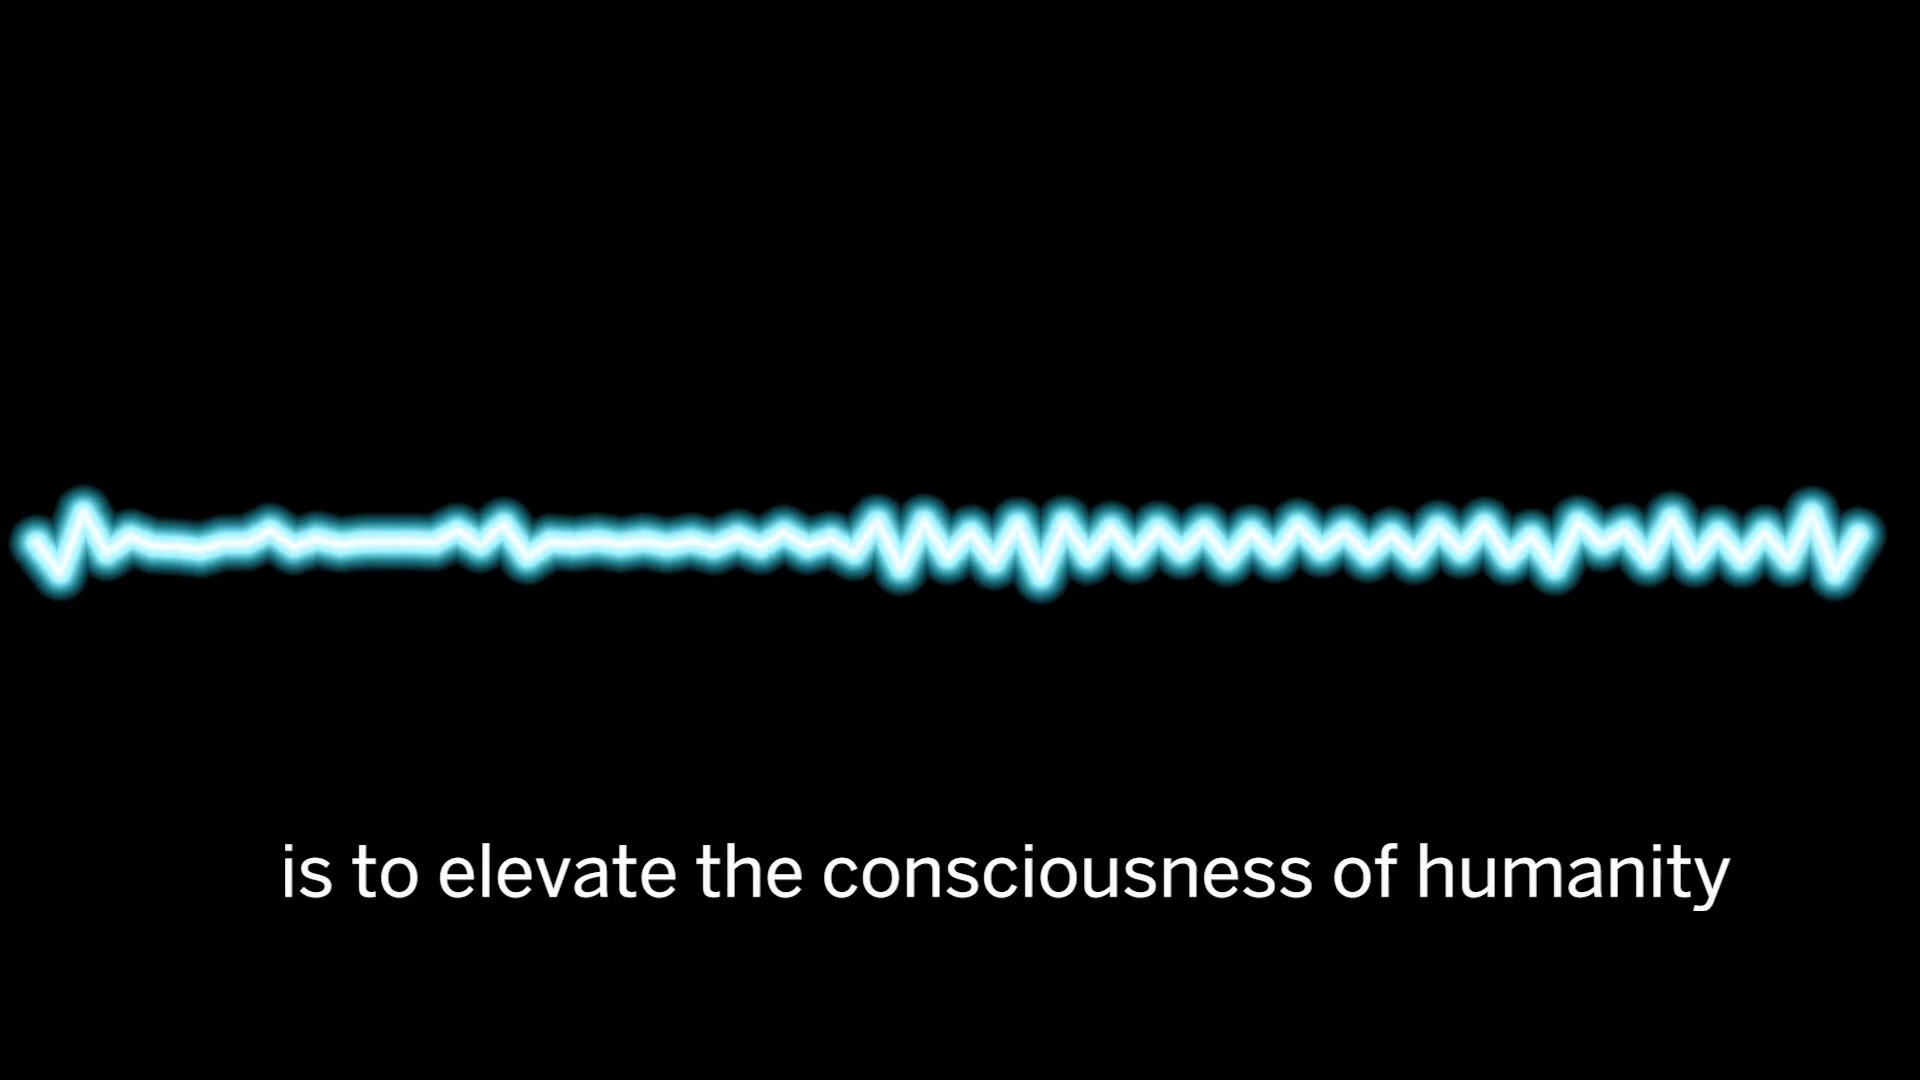 is to elevate the consciousness of humanity